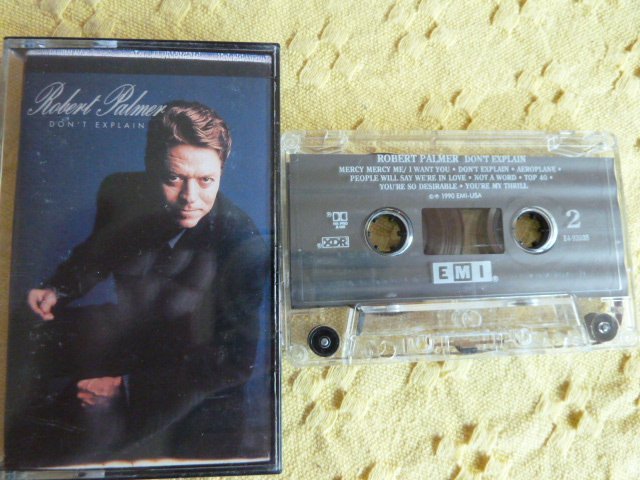 Robert Palmer
DON'T EXPLAIN
ROBERT PALMER DON'T EXPLAIN
MERCY MERCY ME/ I WANT YOU • DON'T EXPLAIN • AEROPLANE •
PEOPLE WILL SAY WE'RE IN LOVE • NOT A WORD • TOP 40 •
YOU'RE SO DESIRABLE • YOU'RE MY THRILL
℗ © 1990 EMI-USA
2
XDR
EMI®